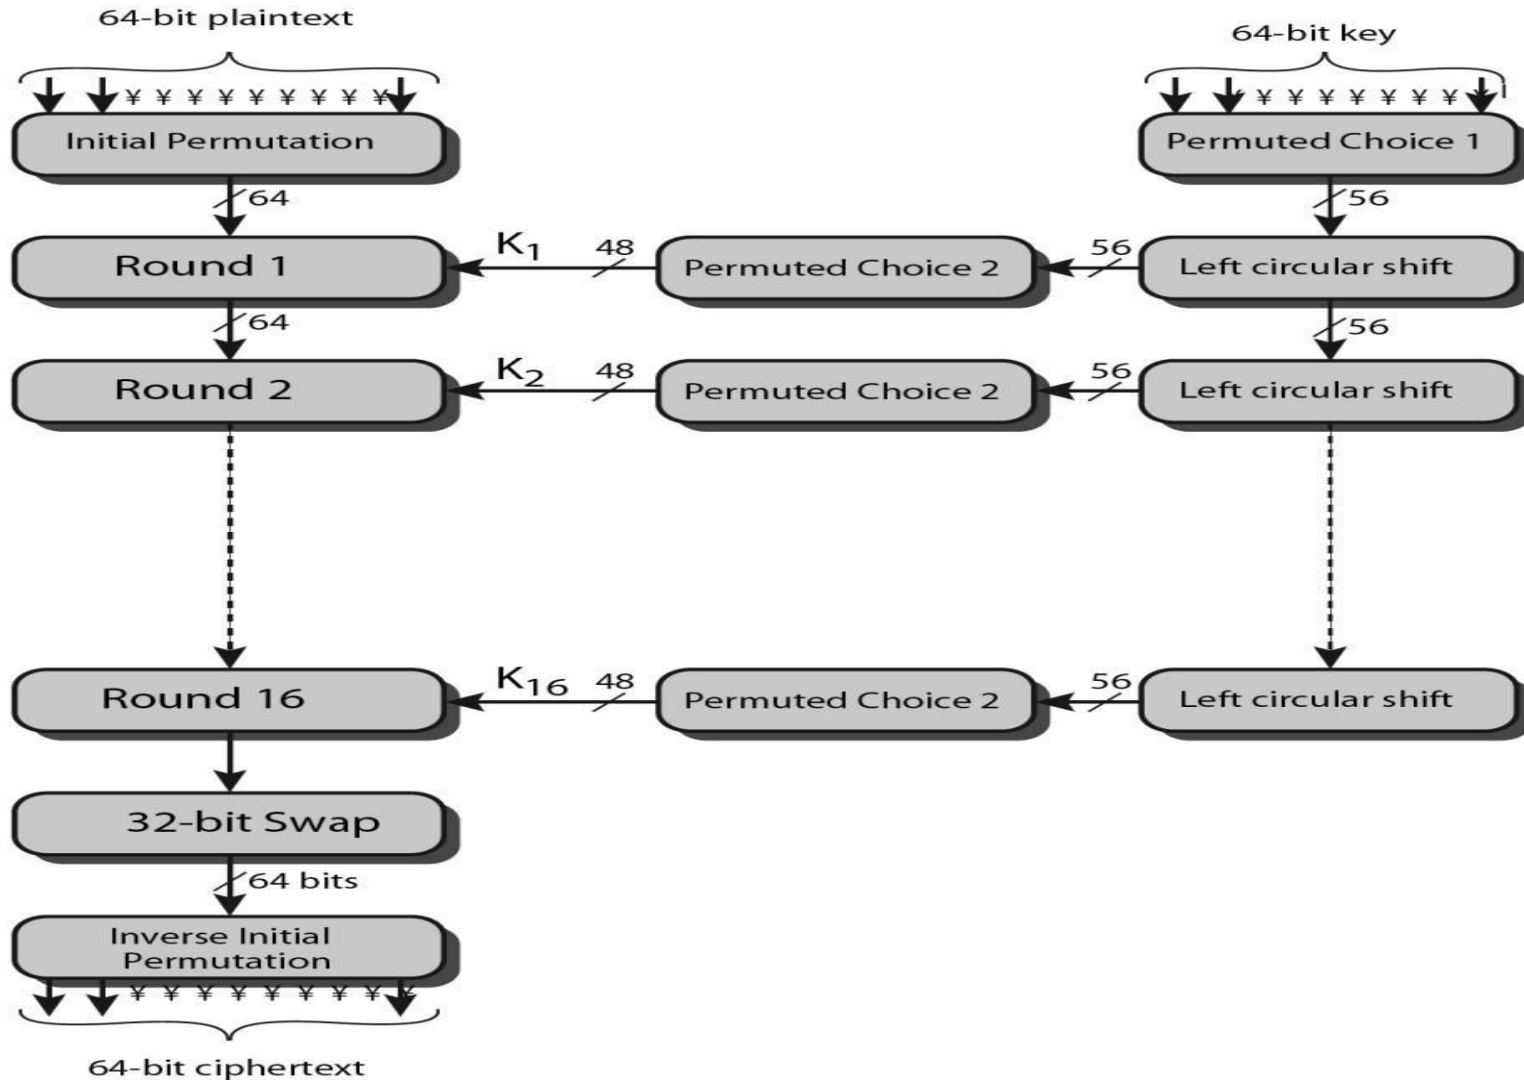 64-bit plaintext
64-bit key
¥ ¥ ¥ ¥ ¥ ¥ ¥ ¥ ¥
¥ ¥ ¥ ¥ ¥ ¥ ¥
Initial Permutation
Permuted Choice 1
64
56
Round 1
K1
48
Permuted Choice 2
56
Left circular shift
64
56
Round 2
K2
48
Permuted Choice 2
56
Left circular shift
Round 16
K16
48
Permuted Choice 2
56
Left circular shift
32-bit Swap
64 bits
Inverse Initial
Permutation
¥ ¥ ¥ ¥ ¥ ¥ ¥ ¥ ¥
64-bit ciphertext